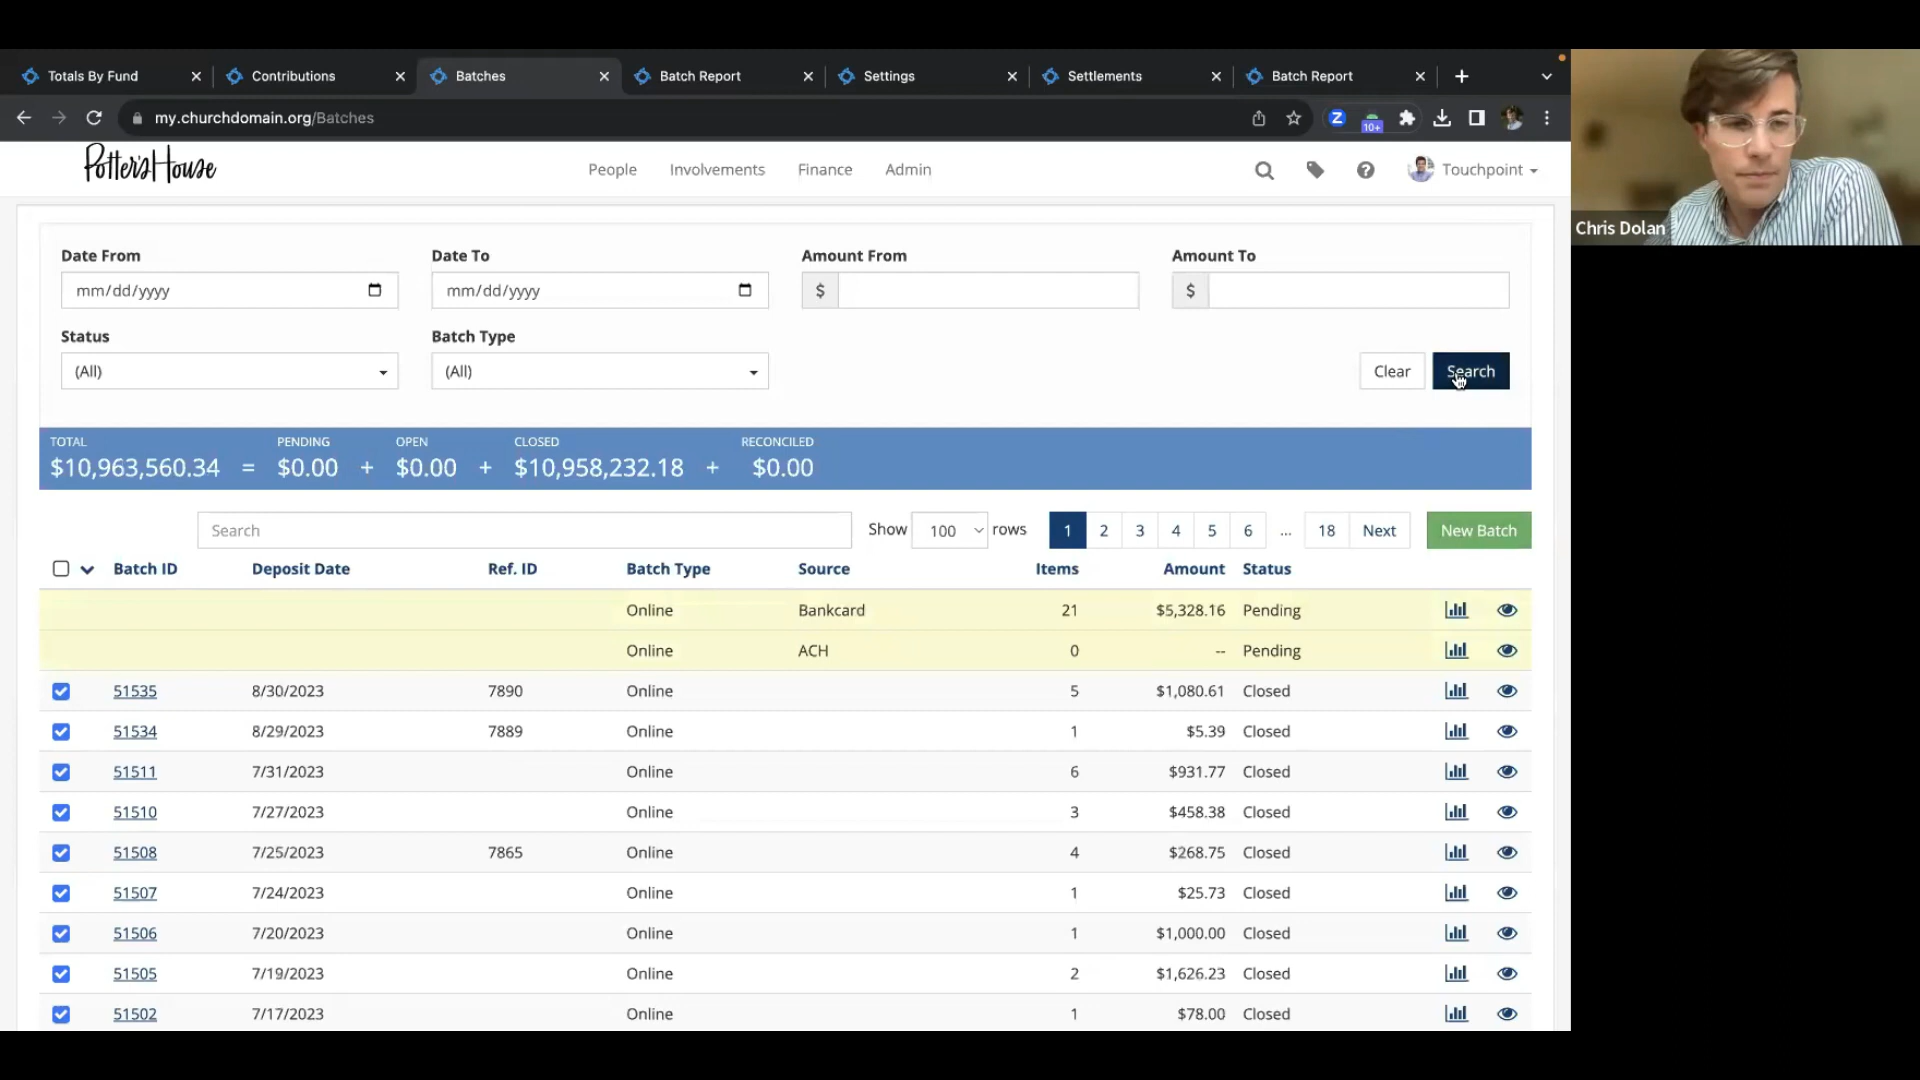 Totals By Fund
Contributions
Batches
Batch Report
Settings
Settlements
Batch Report
my.churchdomain.org/Batches
Z
10+
Potter's House
People
Involvements
Finance
Admin
Touchpoint
Chris Dolan
Date From
Date To
Amount From
Amount To
mm/dd/yyyy
mm/dd/yyyy
$
$
Status
Batch Type
(All)
(All)
Clear
Search
TOTAL PENDING OPEN CLOSED RECONCILED
$10,963,560.34 = $0.00 + $0.00 + $10,958,232.18 + $0.00
Search
Show 100 rows
1 2 3 4 5 6 ... 18 Next
New Batch
Batch ID Deposit Date Ref. ID Batch Type Source Items Amount Status
Online Bankcard 21 $5,328.16 Pending
Online ACH 0 -- Pending
51535 8/30/2023 7890 Online 5 $1,080.61 Closed
51534 8/29/2023 7889 Online 1 $5.39 Closed
51511 7/31/2023 Online 6 $931.77 Closed
51510 7/27/2023 Online 3 $458.38 Closed
51508 7/25/2023 7865 Online 4 $268.75 Closed
51507 7/24/2023 Online 1 $25.73 Closed
51506 7/20/2023 Online 1 $1,000.00 Closed
51505 7/19/2023 Online 2 $1,626.23 Closed
51502 7/17/2023 Online 1 $78.00 Closed